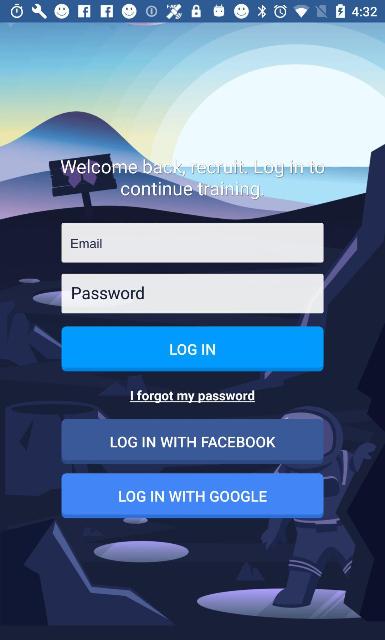 4:32
Welcome back, recruit. Log in to
continue training.
Email
Password
LOG IN
I forgot my password
LOG IN WITH FACEBOOK
LOG IN WITH GOOGLE